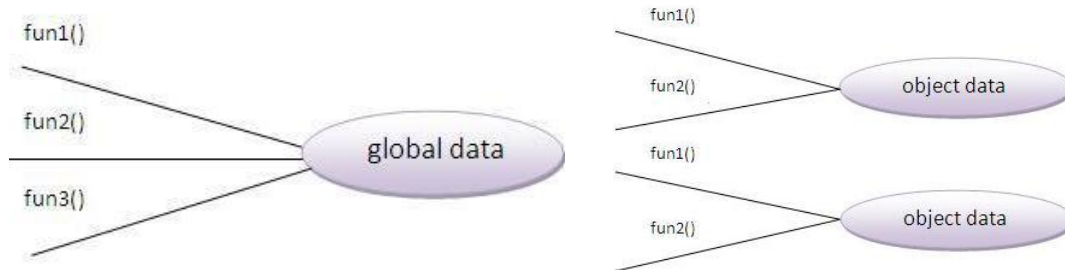 fun1()
fun2()
global data
fun3()
fun1()
object data
fun2()
fun1()
object data
fun2()